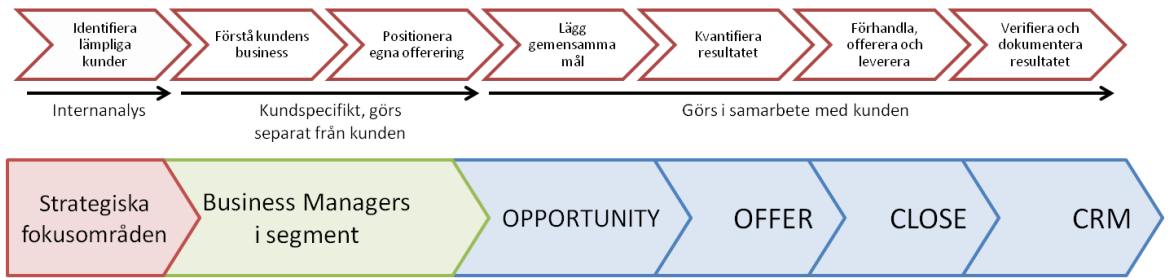 Identifiera
lämpliga
kunder
Förstå kundens
business
Positionera
egna offerering
Lägg
gemensamma
mål
Kvantifiera
resultatet
Förhandla,
offerera och
leverera
Verifiera och
dokumentera
resultatet
Internanalys
Kundspecifikt, görs
separat från kunden
Görs i samarbete med kunden
Strategiska
fokusområden
Business Managers
i segment
OPPORTUNITY
OFFER
CLOSE
CRM